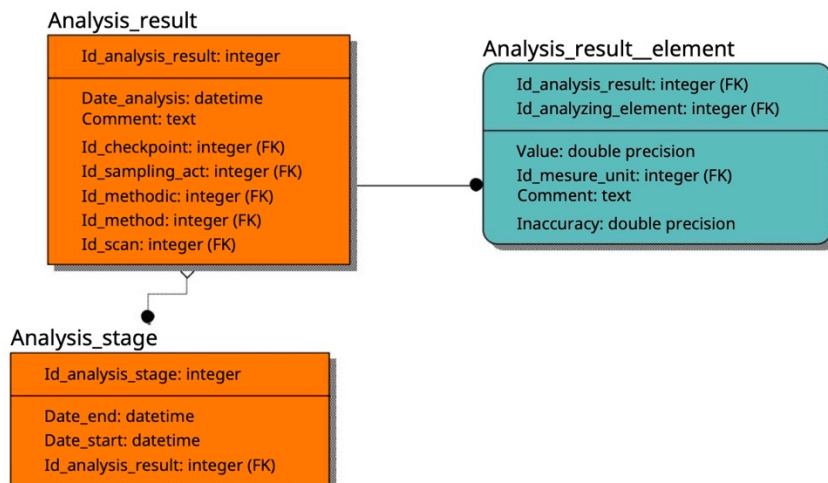 Analysis_result
Id_analysis_result: integer
Date_analysis: datetime
Comment: text
Id_checkpoint: integer (FK)
Id_sampling_act: integer (FK)
Id_methodic: integer (FK)
Id_method: integer (FK)
Id_scan: integer (FK)
Analysis_result__element
Id_analysis_result: integer (FK)
Id_analyzing_element: integer (FK)
Value: double precision
Id_mesure_unit: integer (FK)
Comment: text
Inaccuracy: double precision
Analysis_stage
Id_analysis_stage: integer
Date_end: datetime
Date_start: datetime
Id_analysis_result: integer (FK)